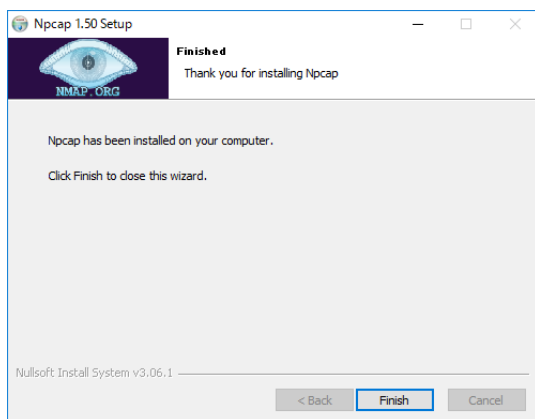 Npcap 1.50 Setup
Finished
Thank you for installing Npcap
NMAP.ORG
Npcap has been installed on your computer.
Click Finish to close this wizard.
Nullsoft Install System v3.06.1
< Back Finish Cancel